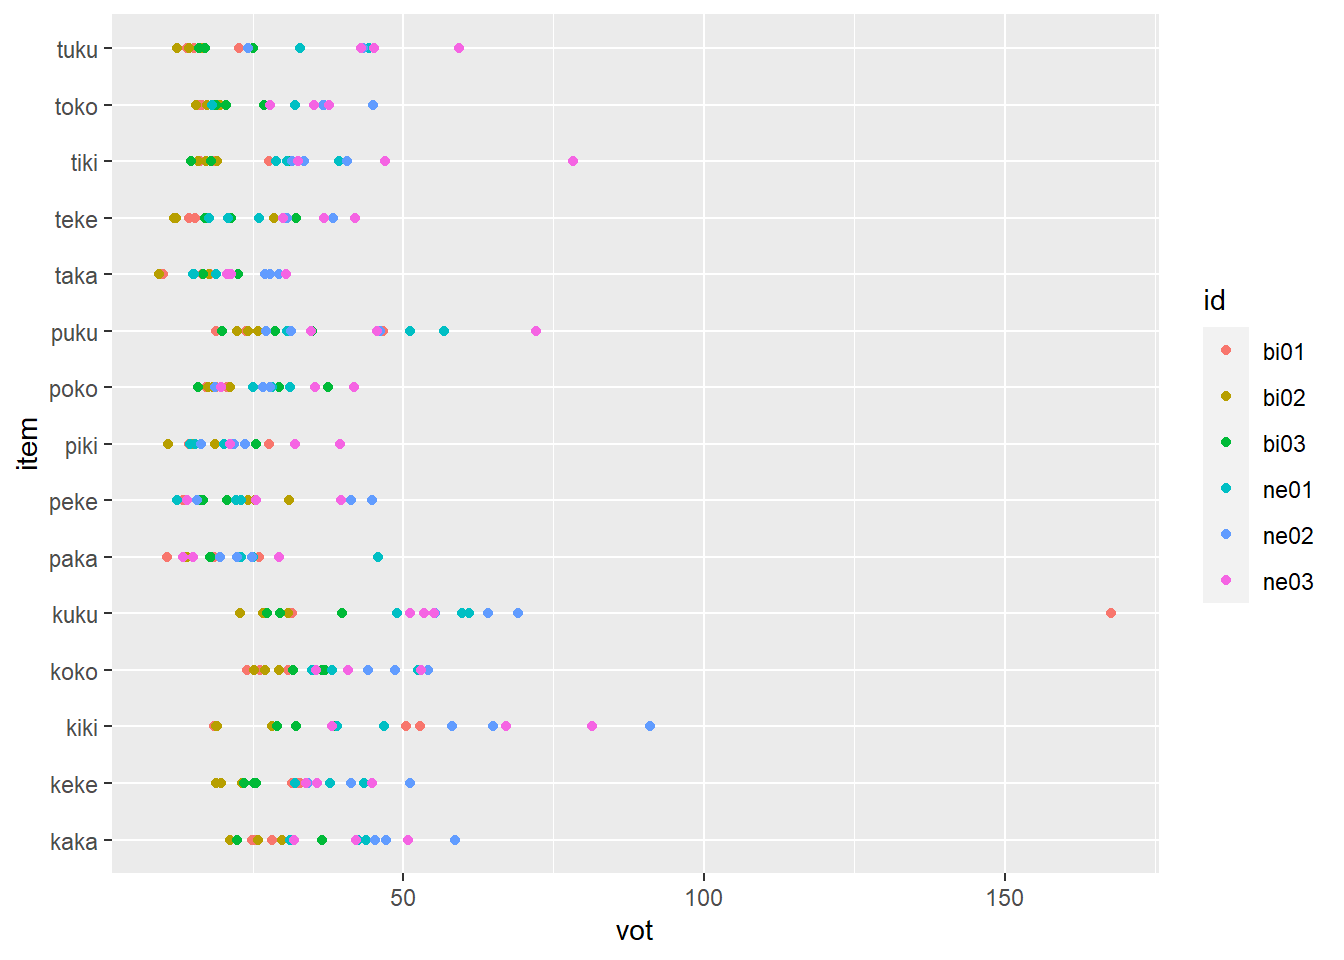 tuku
toko
tiki
teke
taka
puku
poko
piki
peke
paka
kuku
koko
kiki
keke
kaka
item
50
100
150
vot
id
bi01
bi02
bi03
ne01
ne02
ne03